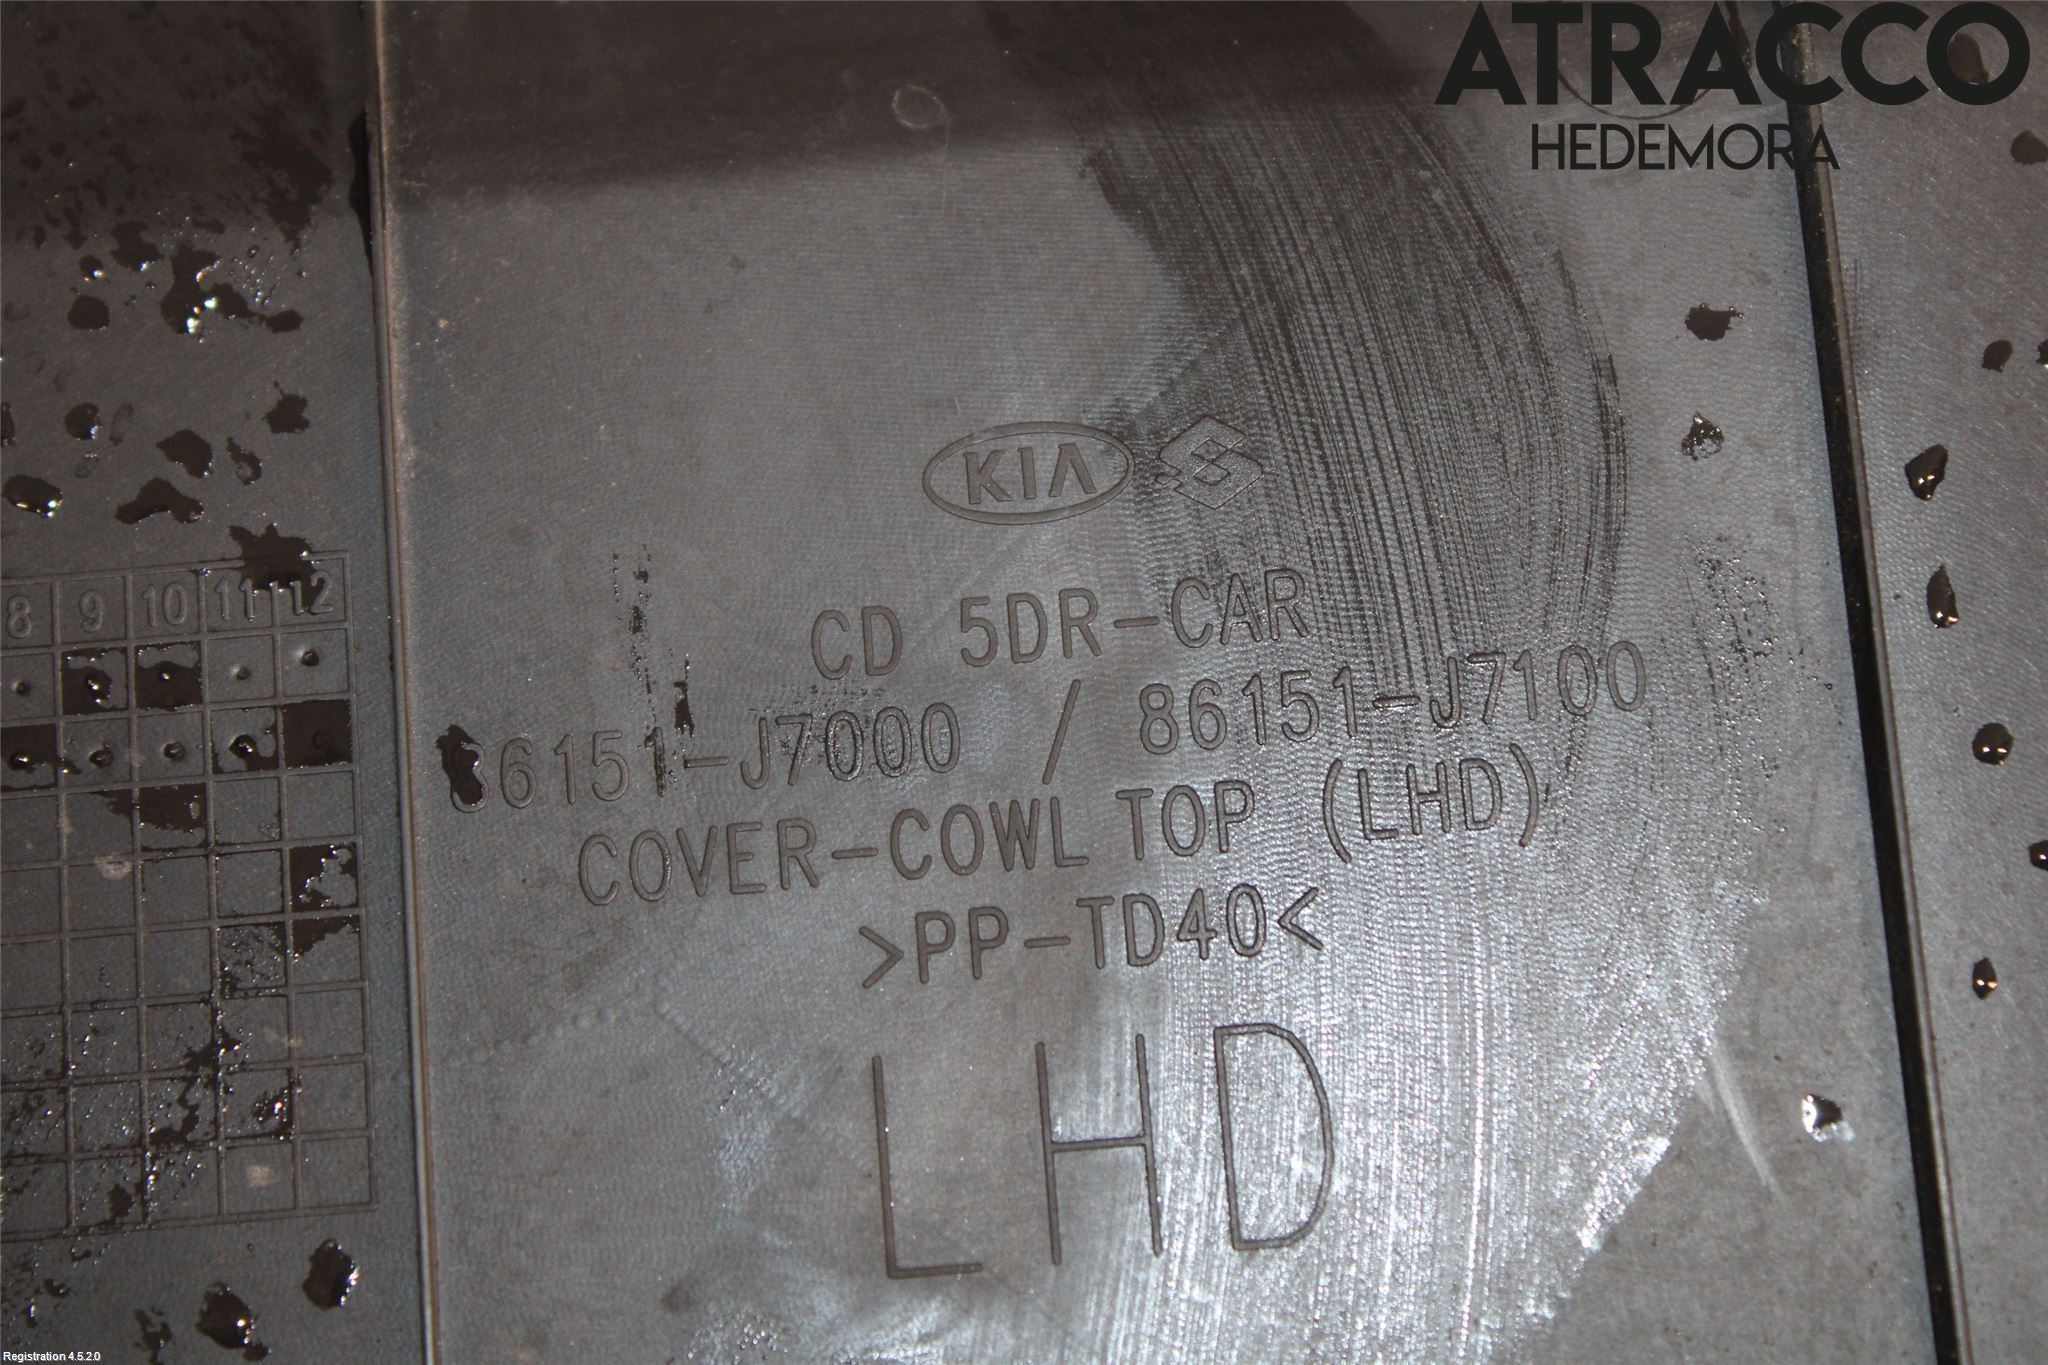 ATRACCO
HEDEMORA
KIA
CD 5DR-CAR
86151-J7000 / 86151-J7100
COVER-COWL TOP (LHD)
>PP-TD40<
LHD
8 9 10 11 12
Registration 4.5.2.0